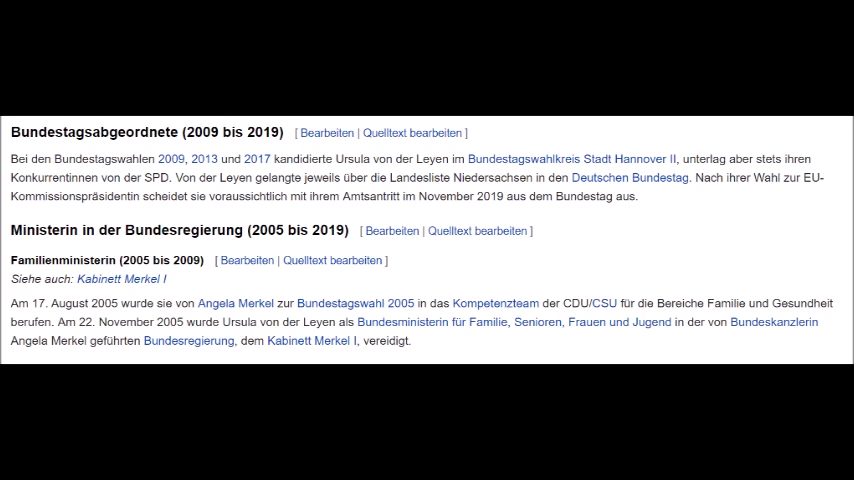 Bundestagsabgeordnete (2009 bis 2019) [ Bearbeiten | Quelltext bearbeiten ]
Bei den Bundestagswahlen 2009, 2013 und 2017 kandidierte Ursula von der Leyen im Bundestagswahlkreis Stadt Hannover II, unterlag aber stets ihren
Konkurrentinnen von der SPD. Von der Leyen gelangte jeweils über die Landesliste Niedersachsen in den Deutschen Bundestag. Nach ihrer Wahl zur EU-
Kommissionspräsidentin scheidet sie voraussichtlich mit ihrem Amtsantritt im November 2019 aus dem Bundestag aus.
Ministerin in der Bundesregierung (2005 bis 2019) [ Bearbeiten | Quelltext bearbeiten ]
Familienministerin (2005 bis 2009) [ Bearbeiten | Quelltext bearbeiten ]
Siehe auch: Kabinett Merkel I
Am 17. August 2005 wurde sie von Angela Merkel zur Bundestagswahl 2005 in das Kompetenzteam der CDU/CSU für die Bereiche Familie und Gesundheit
berufen. Am 22. November 2005 wurde Ursula von der Leyen als Bundesministerin für Familie, Senioren, Frauen und Jugend in der von Bundeskanzlerin
Angela Merkel geführten Bundesregierung, dem Kabinett Merkel I, vereidigt.